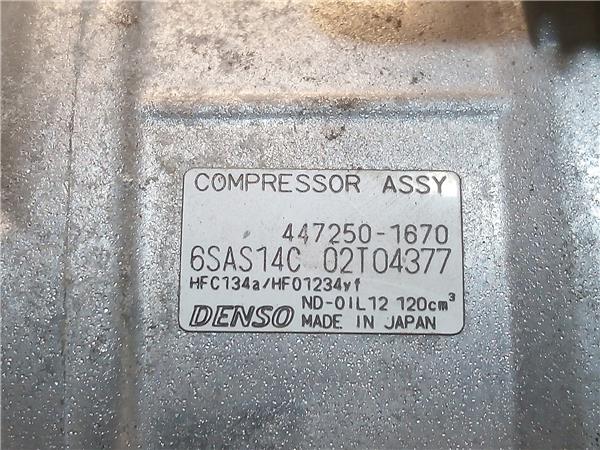 COMPRESSOR ASSY
447250-1670
6SAS14C 02T04377
HFC134a/HFO1234yf
ND-OIL12 120cm³
DENSO MADE IN JAPAN